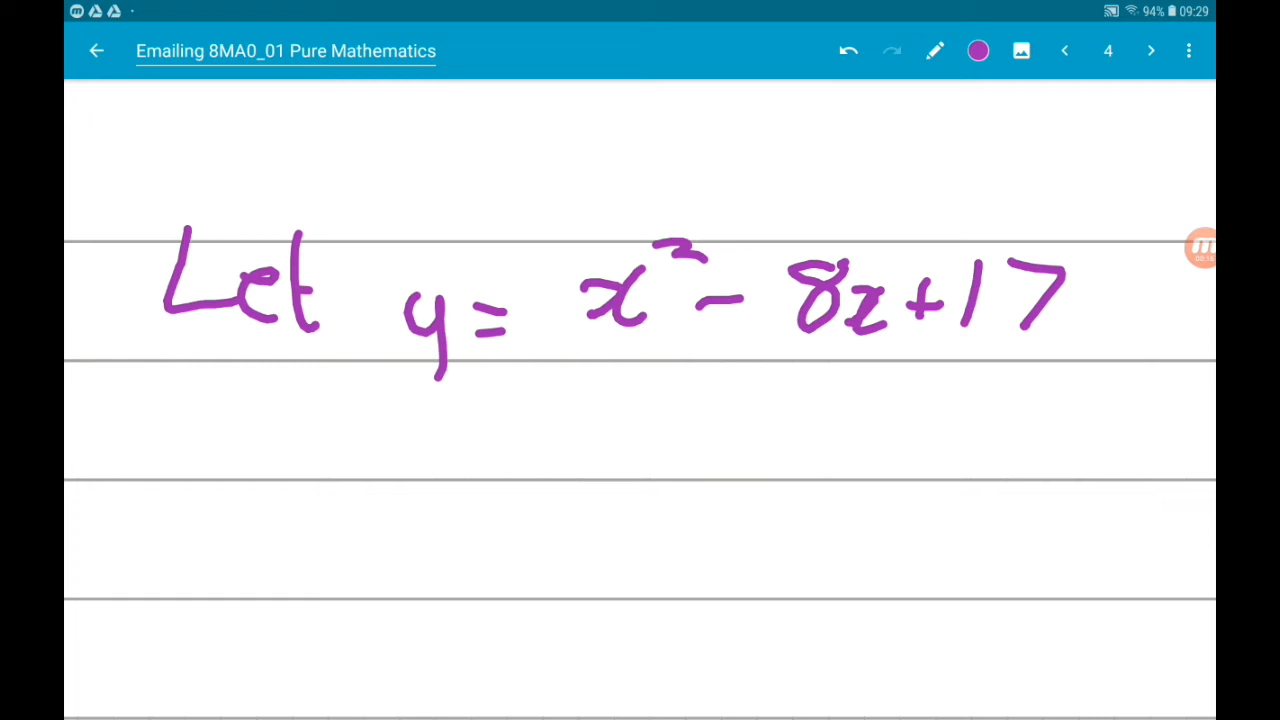 94% 09:29
Emailing 8MA0_01 Pure Mathematics 4
Let y = x² - 8x + 17